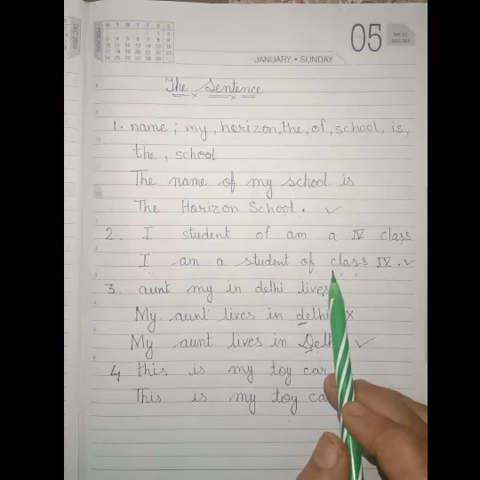 05
JANUARY • SUNDAY
The Sentence
1. name; my, horizon, the, of, school, is,
the, school
The name of my school is
The Horizon School. ✓
2. I student of am a IV class
I am a student of class IV. ✓
3. aunt my in delhi lives
My aunt lives in delhi x
My aunt lives in Delh ✓
4 this is my toy car
This is my toy ca